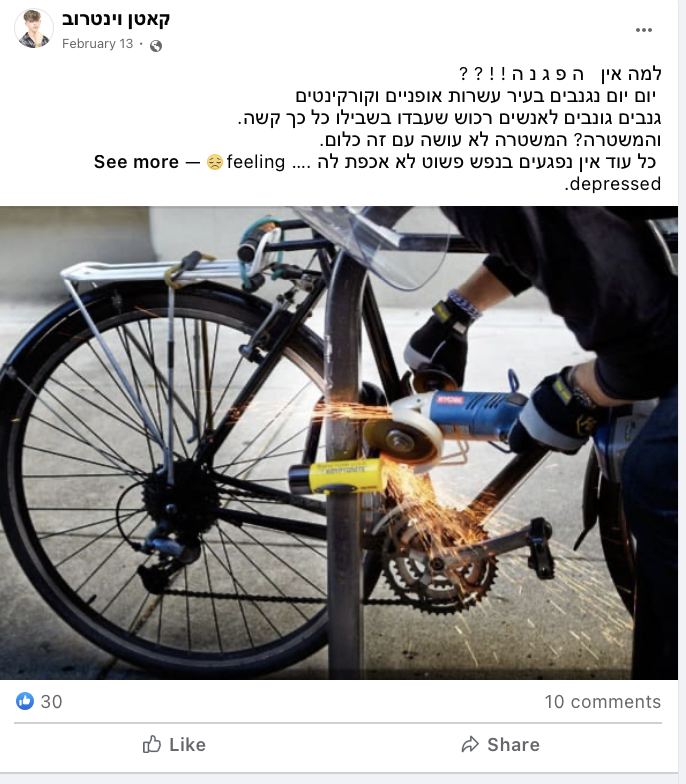 קאטן וינטרוב
February 13
למה אין ה פ ג נ ה ! ! ? ?
יום יום נגנבים בעיר עשרות אופניים וקורקינטים
גנבים גונבים לאנשים רכוש שעבדו בשבילו כל כך קשה.
והמשטרה? המשטרה לא עושה עם זה כלום.
כל עוד אין נפגעים בנפש פשוט לא אכפת לה .... feeling 😔 — See more
depressed.
KRYPTONITE
30
10 comments
Like
Share